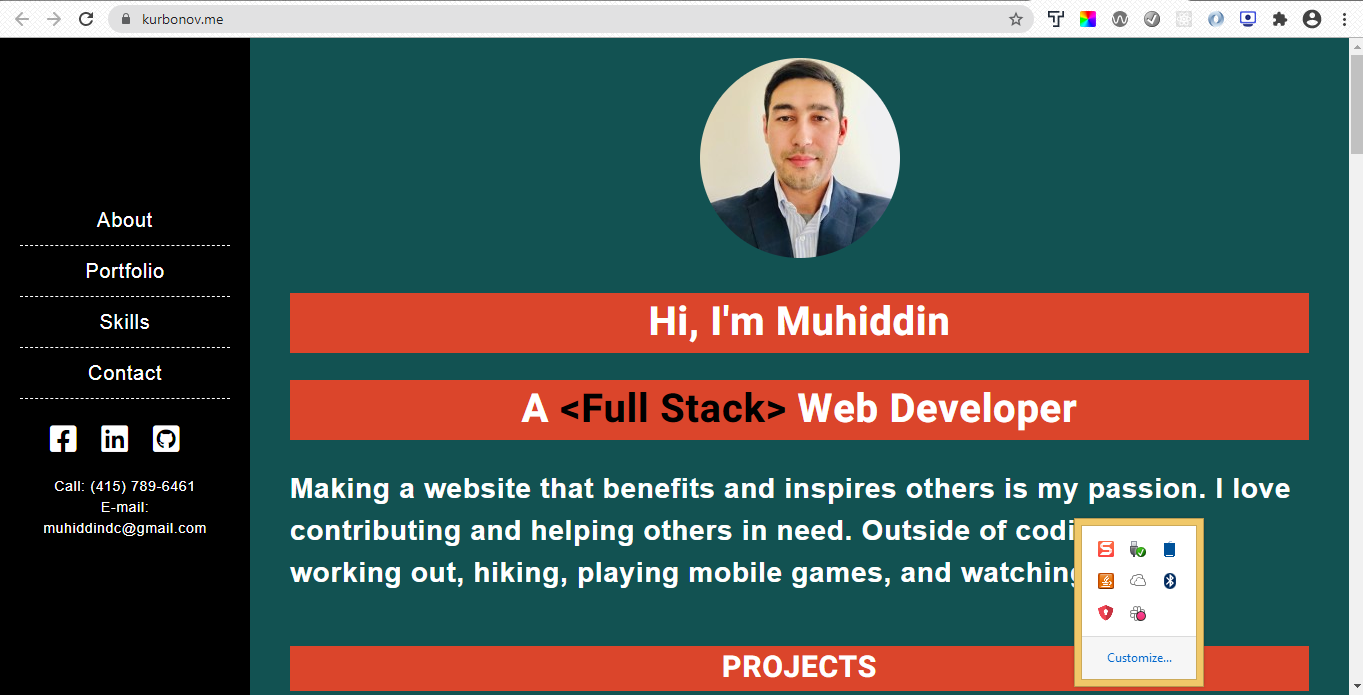 kurbonov.me
About
Portfolio
Skills
Contact
Call: (415) 789-6461
E-mail:
muhiddindc@gmail.com
Hi, I'm Muhiddin
A <Full Stack> Web Developer
Making a website that benefits and inspires others is my passion. I love
contributing and helping others in need. Outside of codi
working out, hiking, playing mobile games, and watching
PROJECTS
Customize...